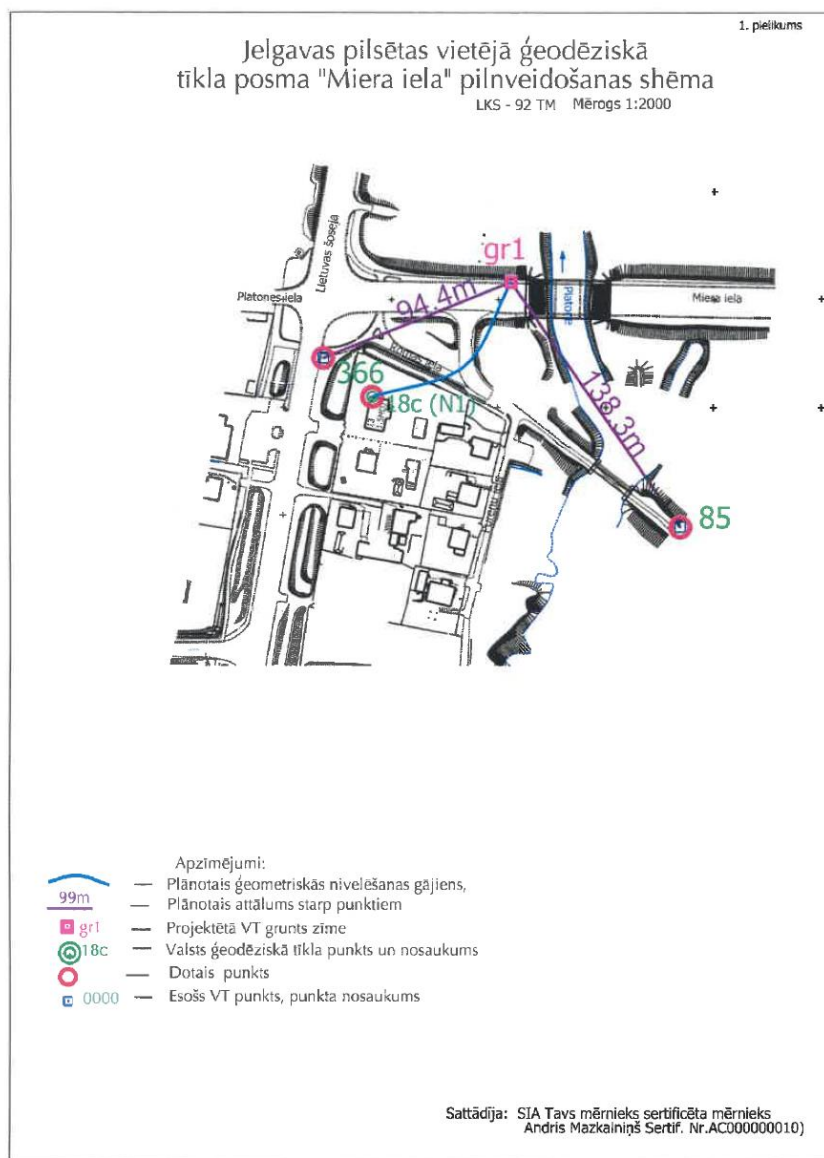 1. pielikums
Jelgavas pilsētas vietējā ģeodēziskā
tīkla posma "Miera iela" pilnveidošanas shēma
LKS - 92 TM Mērogs 1:2000
gr1
Lietuvas šoseja
Platones iela
94.4m
Platone
Miera iela
Romas iela
366
18c (N1)
138.3m
85
Apzīmējumi:
— Plānotais ģeometriskās nivelēšanas gājiens,
99m — Plānotais attālums starp punktiem
gr1 — Projektētā VT grunts zīme
18c — Valsts ģeodēziskā tīkla punkts un nosaukums
— Dotais punkts
0000 — Esošs VT punkts, punkta nosaukums
Sattādīja: SIA Tavs mērnieks sertificēta mērnieks
Andris Mazkainiņš Sertif. Nr.AC000000010)